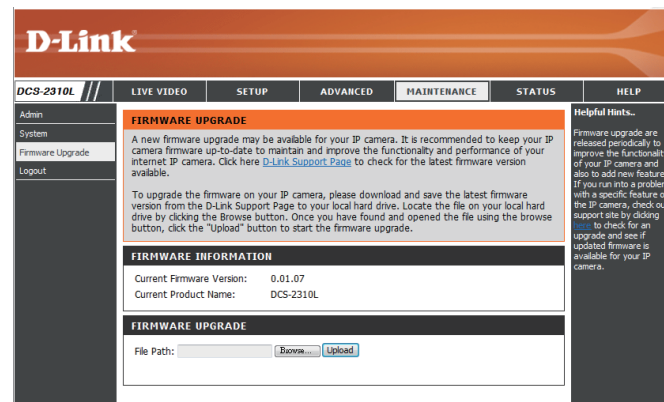 D-Link
DCS-2310L
LIVE VIDEO
SETUP
ADVANCED
MAINTENANCE
STATUS
HELP
Admin
System
Firmware Upgrade
Logout
FIRMWARE UPGRADE
A new firmware upgrade may be available for your IP camera. It is recommended to keep your IP
camera firmware up-to-date to maintain and improve the functionality and performance of your
internet IP camera. Click here D-Link Support Page to check for the latest firmware version
available.
To upgrade the firmware on your IP camera, please download and save the latest firmware
version from the D-Link Support Page to your local hard drive. Locate the file on your local hard
drive by clicking the Browse button. Once you have found and opened the file using the browse
button, click the "Upload" button to start the firmware upgrade.
FIRMWARE INFORMATION
Current Firmware Version: 0.01.07
Current Product Name: DCS-2310L
FIRMWARE UPGRADE
File Path: Browse... Upload
Helpful Hints..
Firmware upgrade are
released periodically to
improve the functionalit
of your IP camera and
also to add new feature
If you run into a problem
with a specific feature o
the IP camera, check ou
support site by clicking
here to check for an
upgrade and see if
updated firmware is
available for your IP
camera.